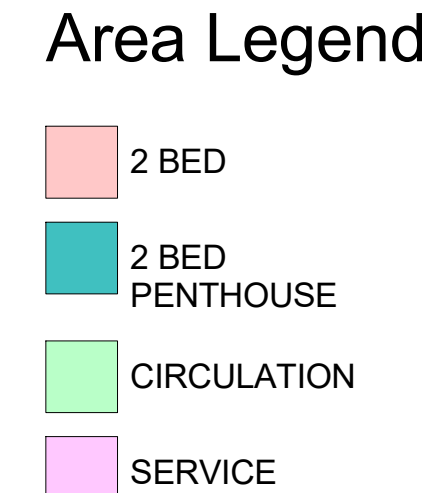 Area Legend
2 BED
2 BED
PENTHOUSE
CIRCULATION
SERVICE